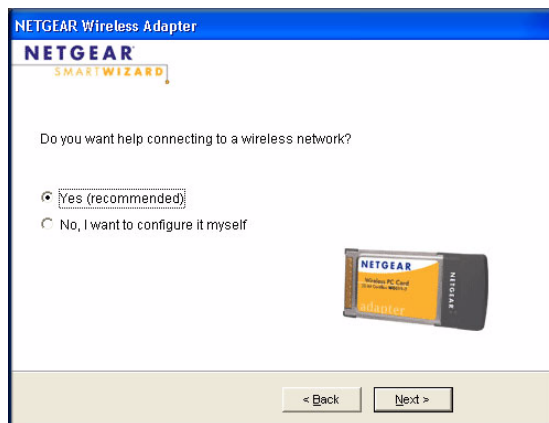 NETGEAR Wireless Adapter
NETGEAR
SMARTWIZARD
Do you want help connecting to a wireless network?
Yes (recommended)
No, I want to configure it myself
NETGEAR
Wireless PC Card
adapter
NETGEAR
< Back
Next >